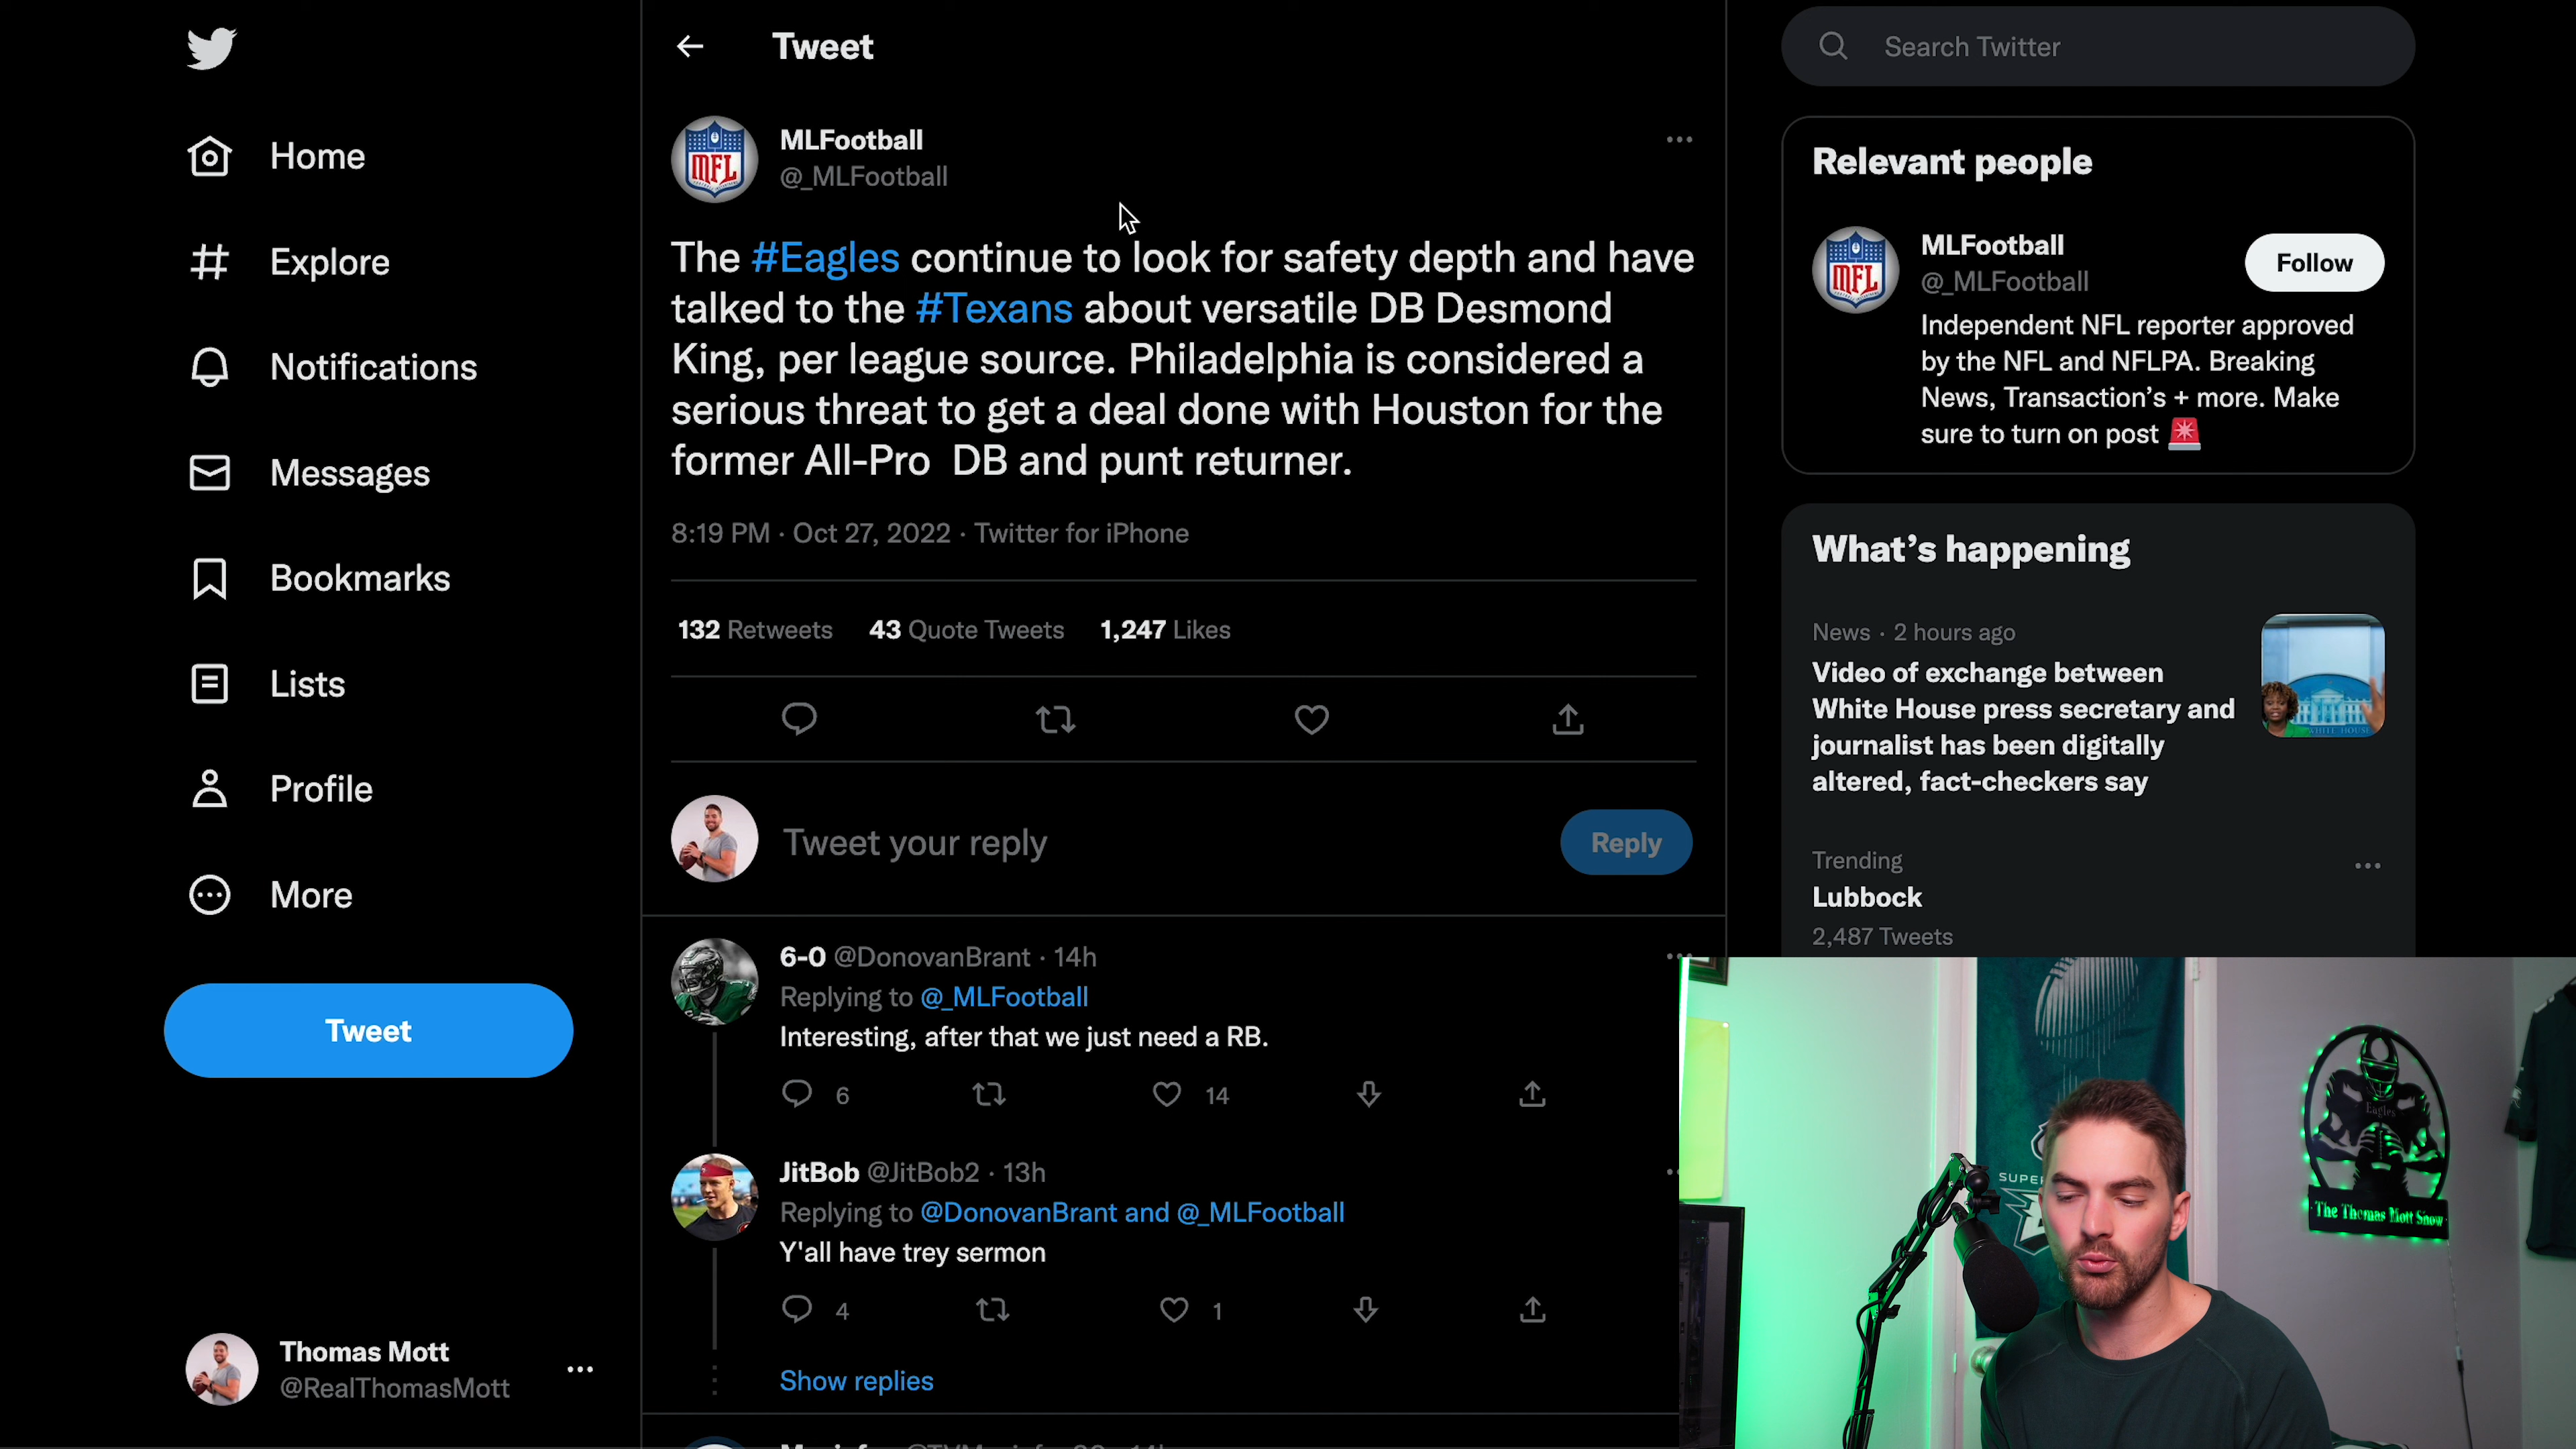 Home
Explore
Notifications
Messages
Bookmarks
Lists
Profile
More
Tweet
Thomas Mott
@RealThomasMott
Tweet
MFL
MLFootball
@_MLFootball
The #Eagles continue to look for safety depth and have
talked to the #Texans about versatile DB Desmond
King, per league source. Philadelphia is considered a
serious threat to get a deal done with Houston for the
former All-Pro  DB and punt returner.
8:19 PM · Oct 27, 2022 · Twitter for iPhone
132 Retweets 43 Quote Tweets 1,247 Likes
Tweet your reply
Reply
6-0 @DonovanBrant · 14h
Replying to @_MLFootball
Interesting, after that we just need a RB.
6 14
JitBob @JitBob2 · 13h
Replying to @DonovanBrant and @_MLFootball
Y'all have trey sermon
4 1
Show replies
Search Twitter
Relevant people
MFL
MLFootball
@_MLFootball
Follow
Independent NFL reporter approved
by the NFL and NFLPA. Breaking
News, Transaction's + more. Make
sure to turn on post 🚨
What's happening
News · 2 hours ago
Video of exchange between
White House press secretary and
journalist has been digitally
altered, fact-checkers say
Trending
Lubbock
2,487 Tweets
SUPE
Eagles
The Thomas Mott Show